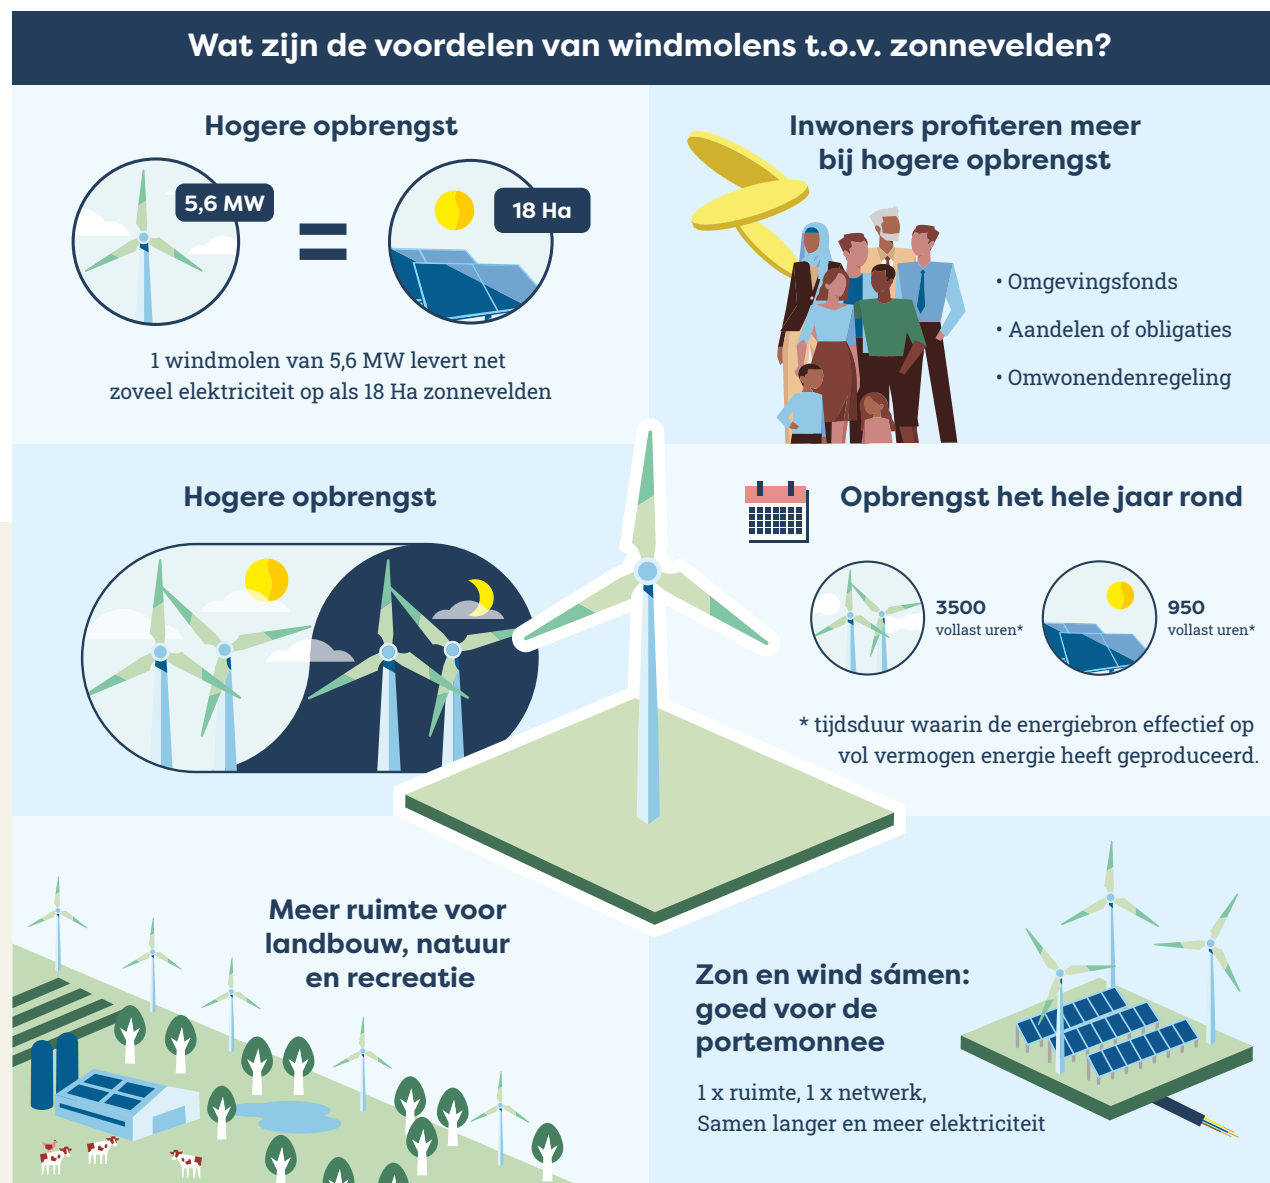 Wat zijn de voordelen van windmolens t.o.v. zonnevelden?
Hogere opbrengst
5,6 MW
=
18 Ha
1 windmolen van 5,6 MW levert net
zoveel elektriciteit op als 18 Ha zonnevelden
Inwoners profiteren meer
bij hogere opbrengst
• Omgevingsfonds
• Aandelen of obligaties
• Omwonendenregeling
Hogere opbrengst
Opbrengst het hele jaar rond
3500
vollast uren*
950
vollast uren*
* tijdsduur waarin de energiebron effectief op
vol vermogen energie heeft geproduceerd.
Meer ruimte voor
landbouw, natuur
en recreatie
Zon en wind sámen:
goed voor de
portemonnee
1 x ruimte, 1 x netwerk,
Samen langer en meer elektriciteit